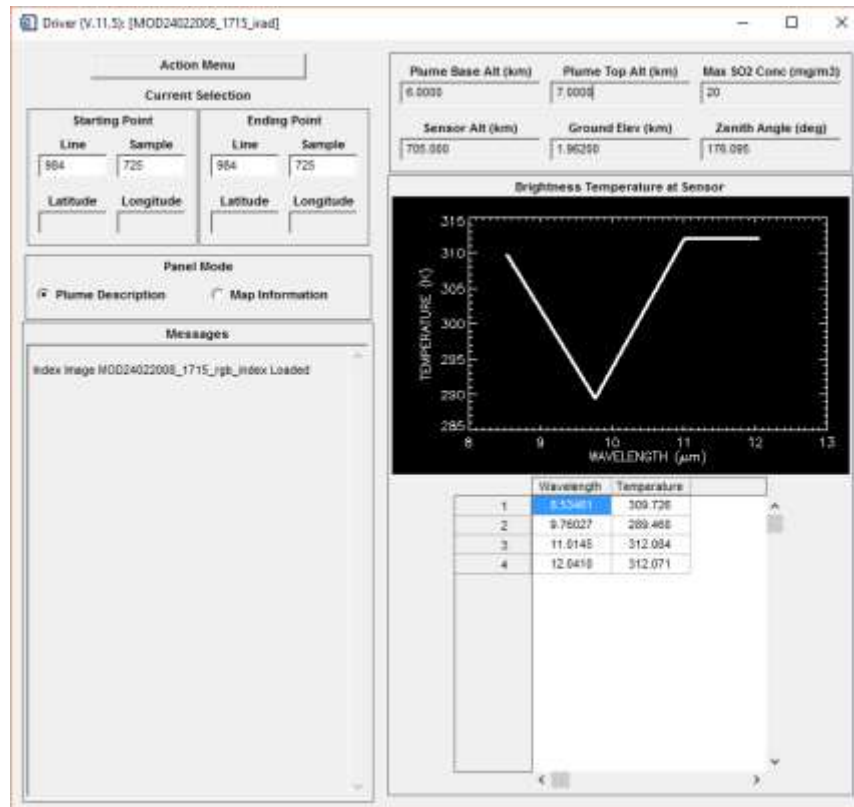 Driver (V.11.5): [MOD24022008_1715_irad]
Action Menu
Current Selection
Starting Point
Ending Point
Line Sample
Line Sample
984 725
984 725
Latitude Longitude
Latitude Longitude
Panel Mode
Plume Description Map Information
Messages
Index Image MOD24022008_1715_rgb_index Loaded
Plume Base Alt (km) Plume Top Alt (km) Max SO2 Conc (mg/m3)
6.0000 7.0000 20
Sensor Alt (km) Ground Elev (km) Zenith Angle (deg)
705.000 1.96250 176.095
Brightness Temperature at Sensor
TEMPERATURE (K)
315
310
305
300
295
290
285
8 9 10 11 12 13
WAVELENGTH (μm)
Wavelength Temperature
1 309.726
2 9.76027 289.468
3 11.0145 312.084
4 12.0410 312.071